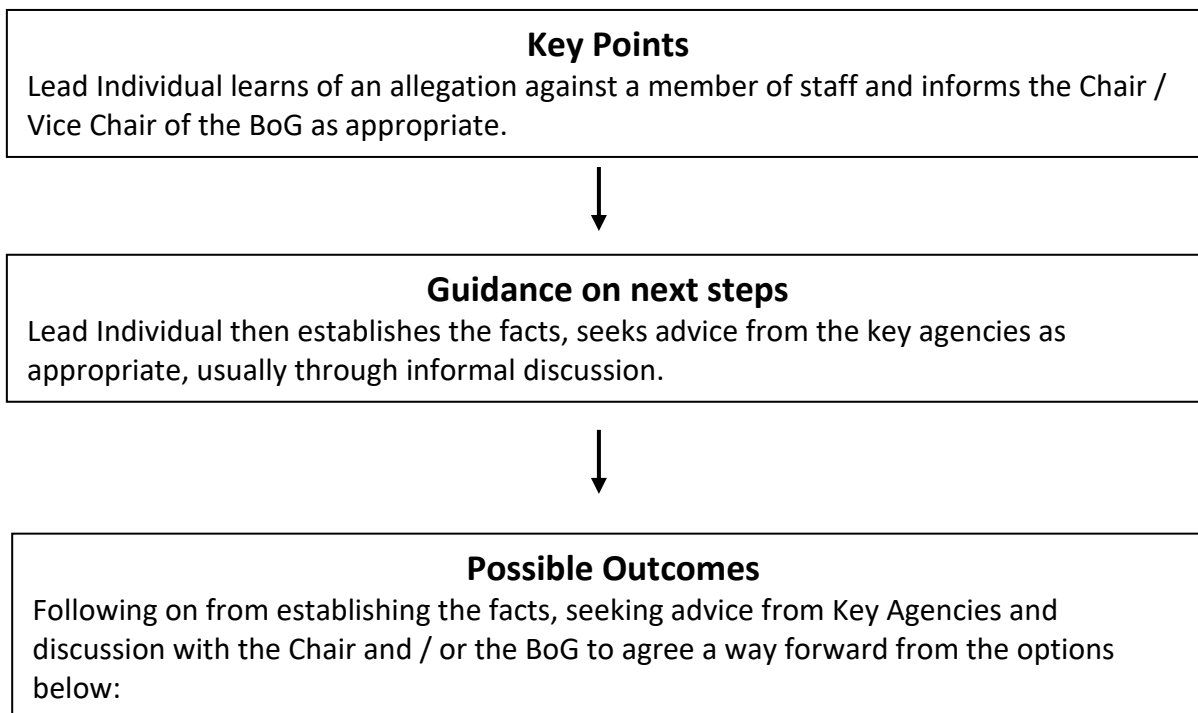 Key Points
Lead Individual learns of an allegation against a member of staff and informs the Chair /
Vice Chair of the BoG as appropriate.
Guidance on next steps
Lead Individual then establishes the facts, seeks advice from the key agencies as
appropriate, usually through informal discussion.
Possible Outcomes
Following on from establishing the facts, seeking advice from Key Agencies and
discussion with the Chair and / or the BoG to agree a way forward from the options
below: